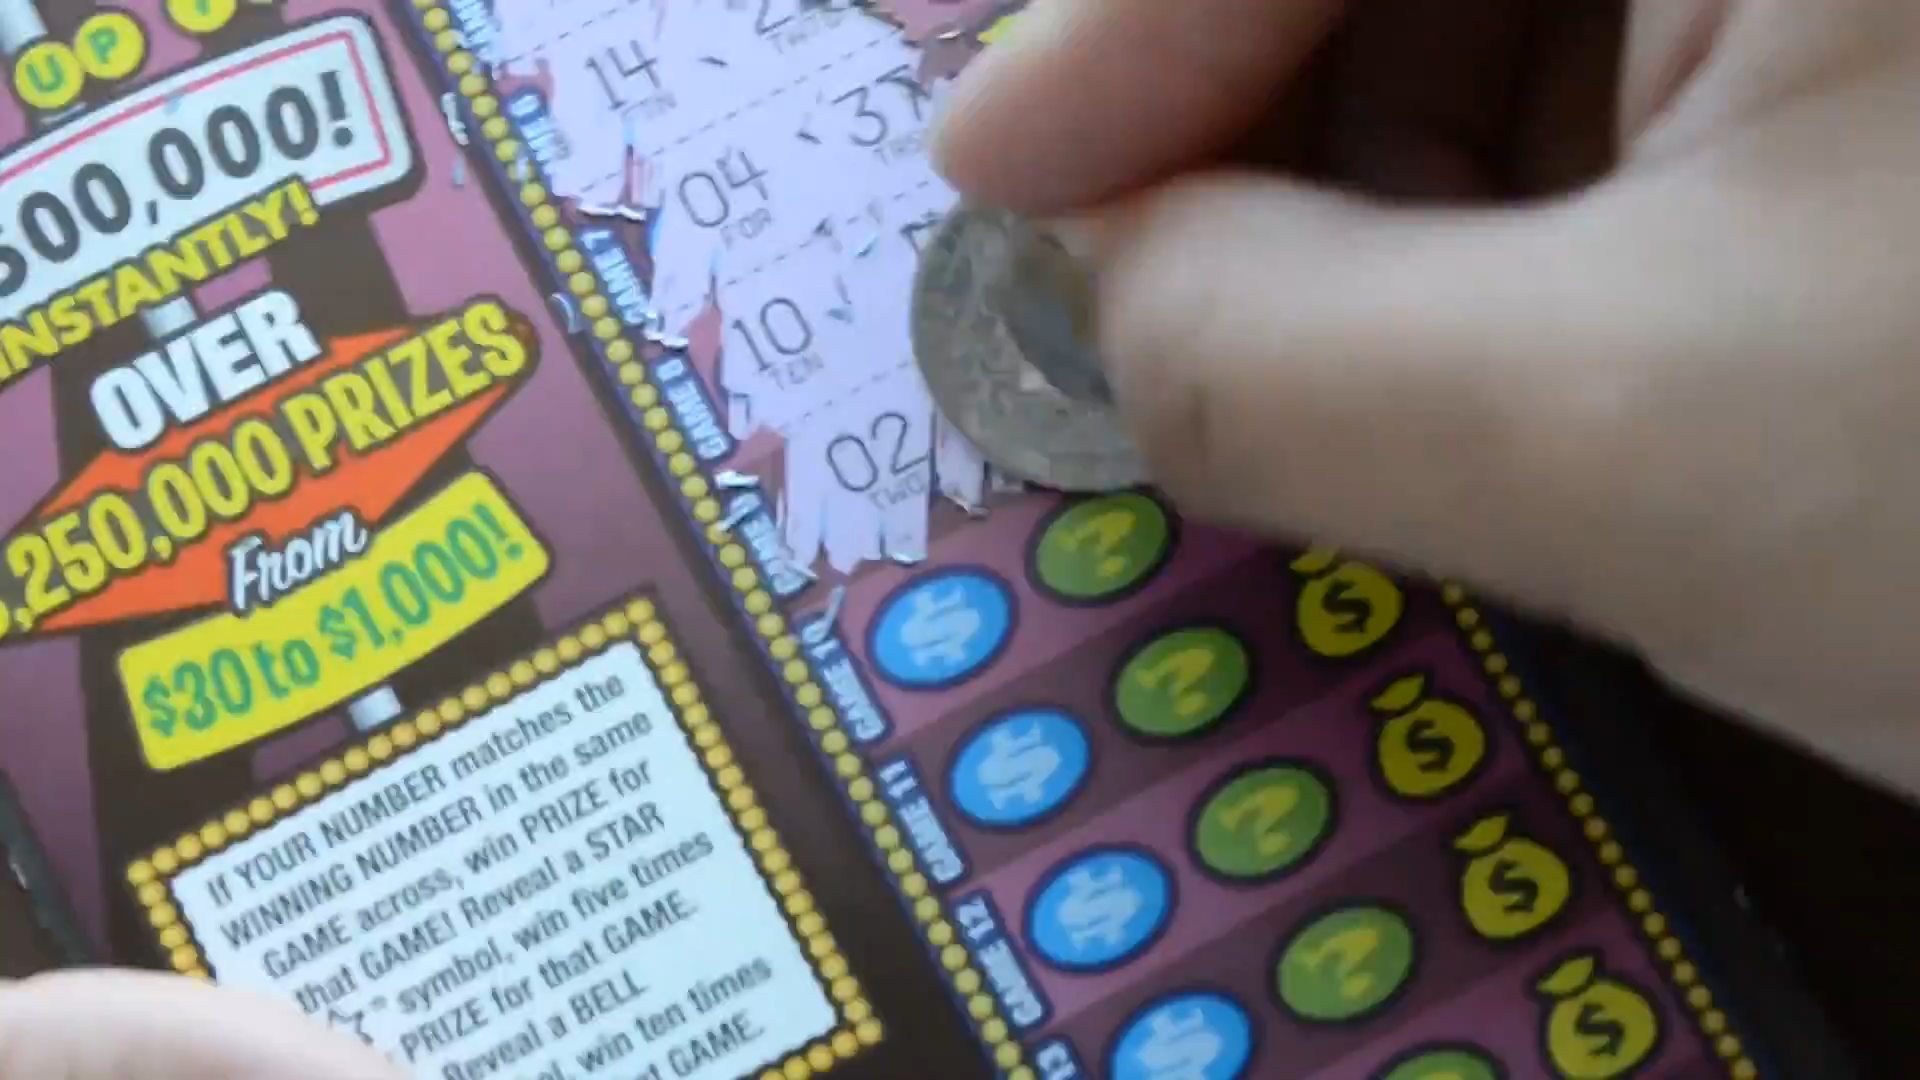 UP
500,000!
INSTANTLY!
OVER
,250,000 PRIZES
From
$30 to $1,000!
If YOUR NUMBER matches the
WINNING NUMBER in the same
GAME across, win PRIZE for
that GAME! Reveal a STAR
" symbol, win five times
PRIZE for that GAME.
Reveal a BELL
win ten times
GAME.
14
04
FOR
10
TEN
02
TWO
GAME 7
GAME 8
GAME 10
GAME 11
GAME 12
13